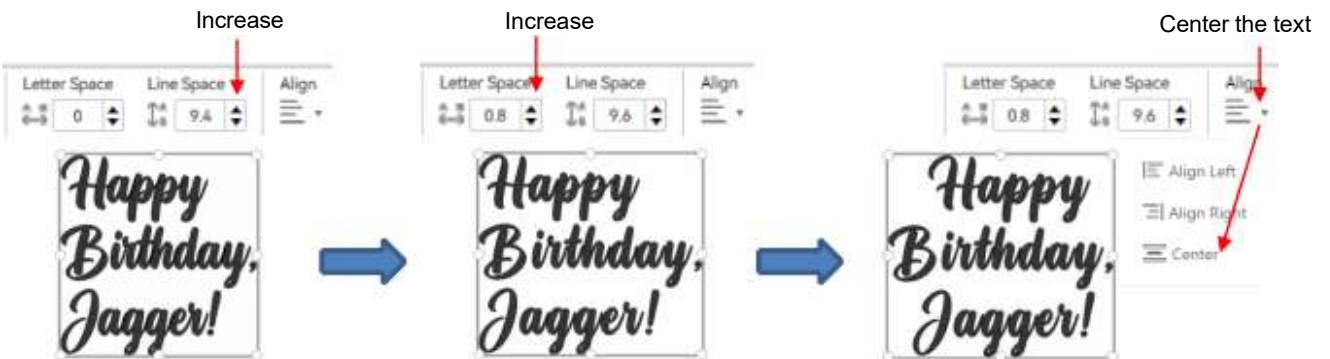 Increase
Increase
Center the text
Letter Space Line Space Align
0 9.4
Happy
Birthday,
Jagger!
Letter Space Line Space Align
0.8 9.6
Happy
Birthday,
Jagger!
Letter Space Line Space Align
0.8 9.6
Happy
Birthday,
Jagger!
Align Left
Align Right
Center